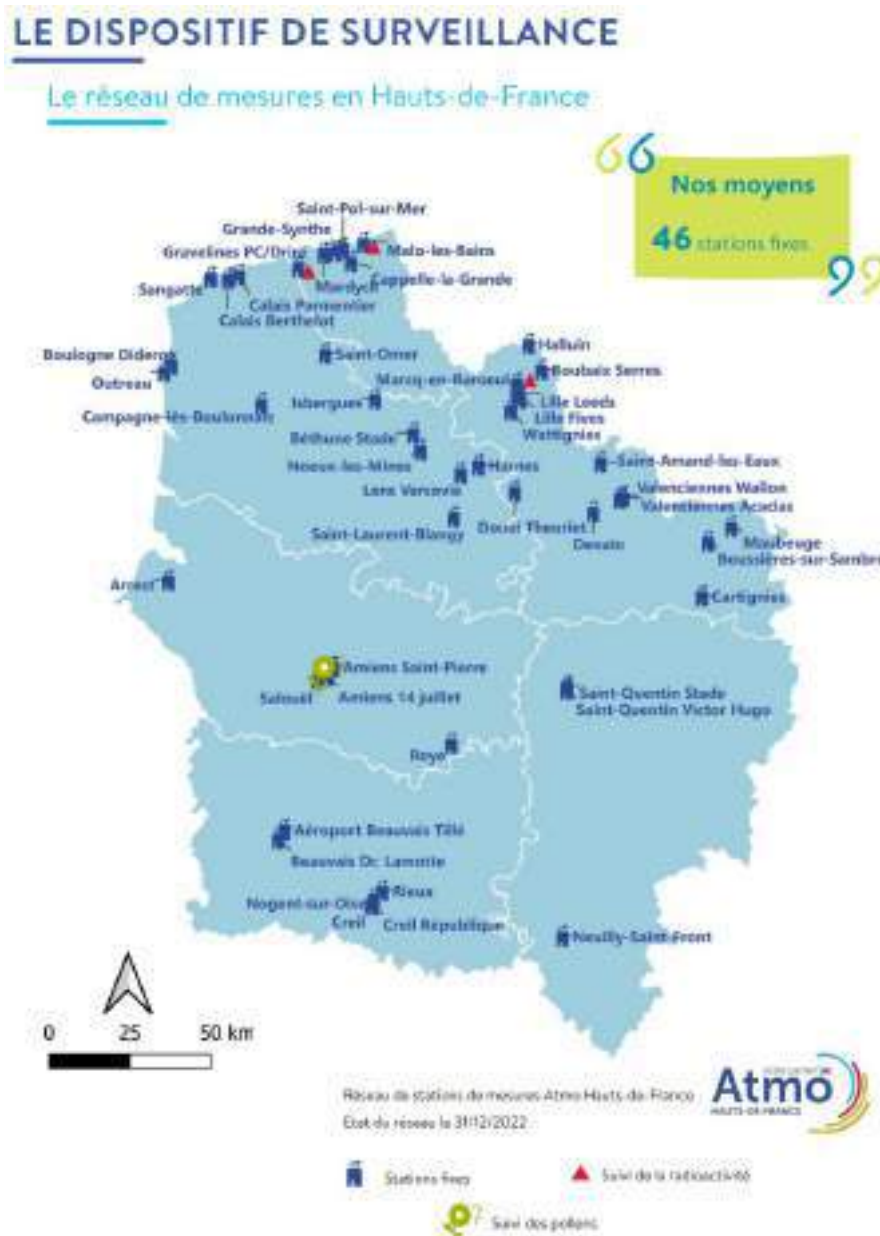 LE DISPOSITIF DE SURVEILLANCE
Le réseau de mesures en Hauts-de-France
Nos moyens
46 stations fixes
Saint-Pol-sur-Mer
Grande-Synthe
Gravelines PC/Drire
Malo-les-Bains
Mardyck
Cappelle-la-Grande
Sangatte
Calais Parmentier
Calais Berthelot
Halluin
Boulogne Diderot
Saint-Omer
Roubaix Serres
Outreau
Marcq-en-Baroeul
Isbergues
Lille Leeds
Campagne-lès-Boulonnais
Lille Fives
Wattignies
Béthune Stade
Noeux-les-Mines
Harnes
Saint-Amand-les-Eaux
Lens Varsovie
Valenciennes Wallon
Valenciennes Acacias
Saint-Laurent-Blangy
Douai Theuriet
Denain
Maubeuge
Boussières-sur-Sambre
Arrest
Cartignies
Amiens Saint-Pierre
Salouël
Amiens 14 juillet
Saint-Quentin Stade
Saint-Quentin Victor Hugo
Roye
Aéroport Beauvais Tillé
Beauvais Dr. Lamotte
Rieux
Nogent-sur-Oise
Creil
Creil République
Neuilly-Saint-Front
0 25 50 km
Réseau de stations de mesures Atmo Hauts-de-France
Etat du réseau le 31/12/2022
Atmo
HAUTS-DE-FRANCE
Stations fixes
Suivi de la radioactivité
Suivi des pollens